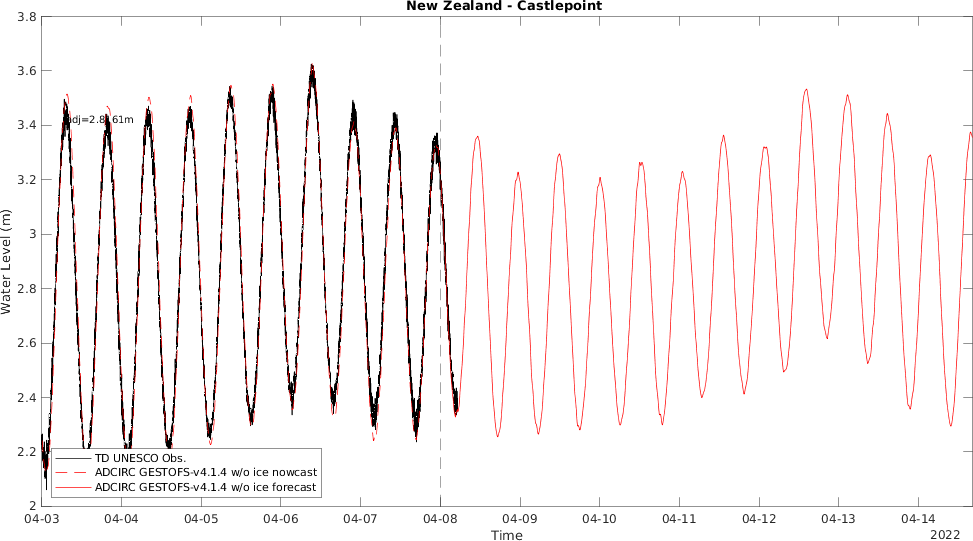 New Zealand - Castlepoint
Water Level (m)
3.8
3.6
3.4
3.2
3
2.8
2.6
2.4
2.2
2
TD UNESCO Obs.
ADCIRC GESTOFS-v4.1.4 w/o ice nowcast
ADCIRC GESTOFS-v4.1.4 w/o ice forecast
04-03 04-04 04-05 04-06 04-07 04-08 04-09 04-10 04-11 04-12 04-13 04-14
Time
2022